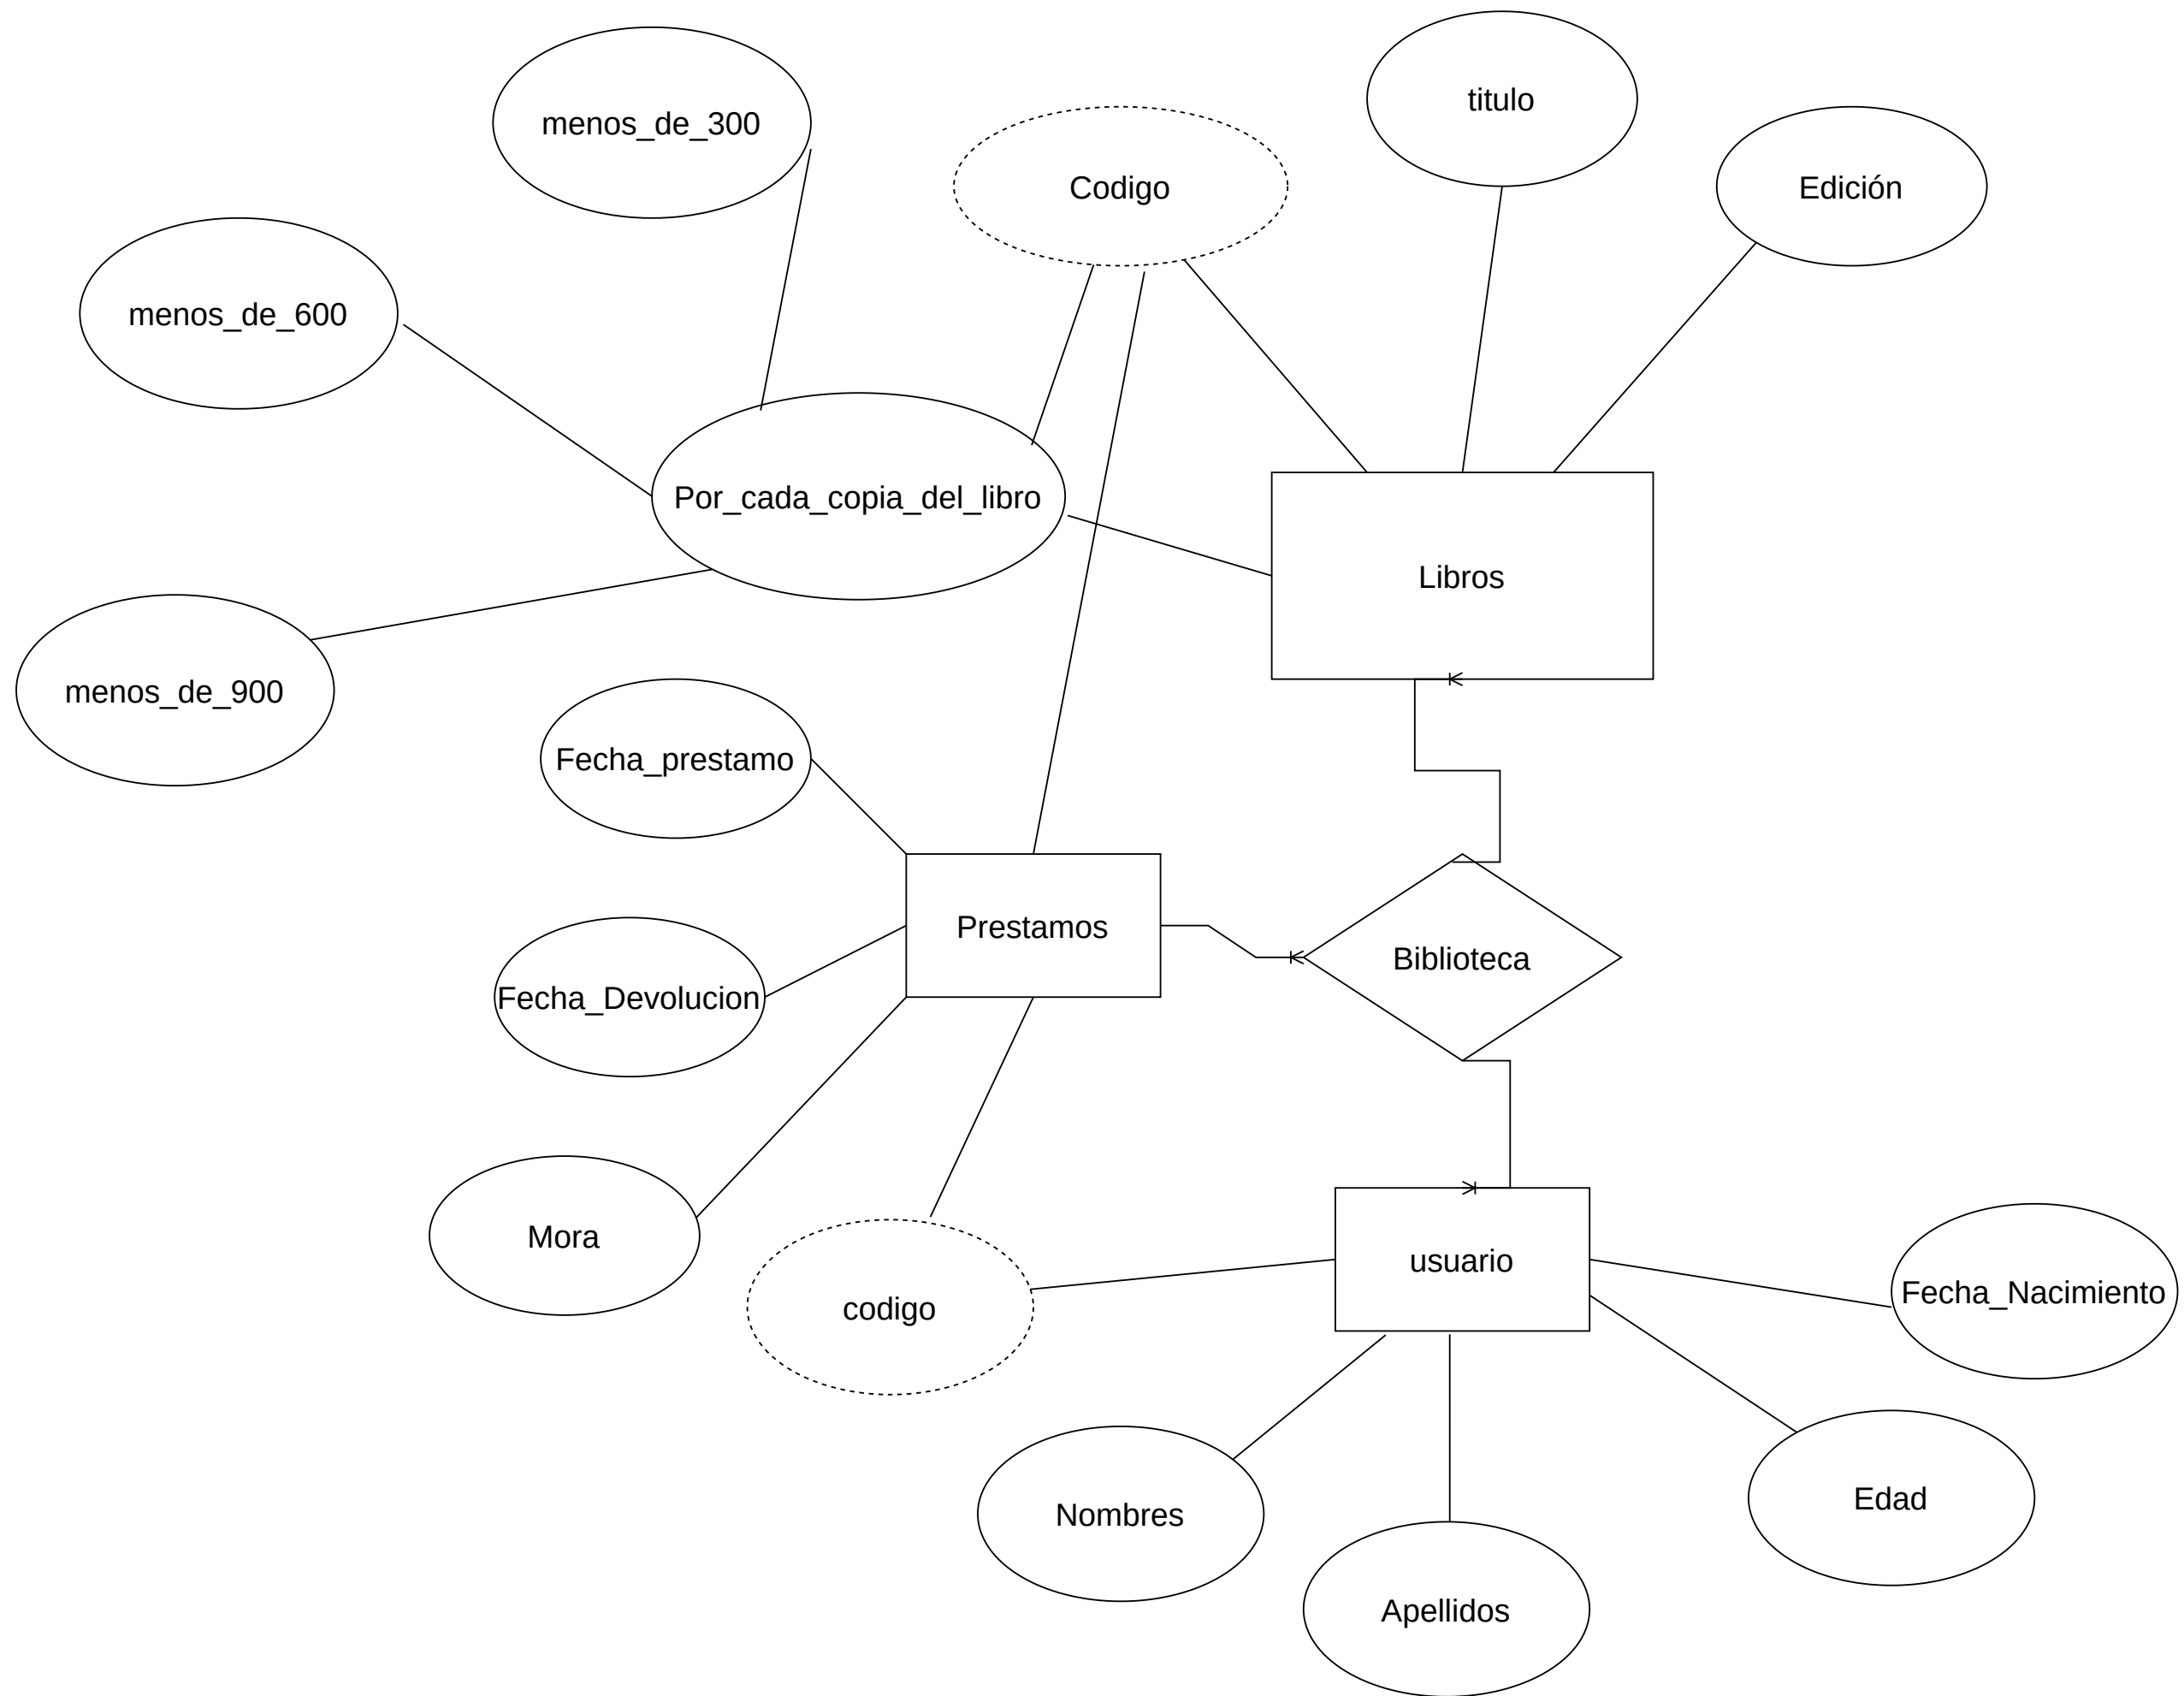 titulo
menos_de_300
Codigo
Edición
menos_de_600
Por_cada_copia_del_libro
Libros
menos_de_900
Fecha_prestamo
Prestamos
Biblioteca
Fecha_Devolucion
Mora
usuario
Fecha_Nacimiento
codigo
Edad
Nombres
Apellidos